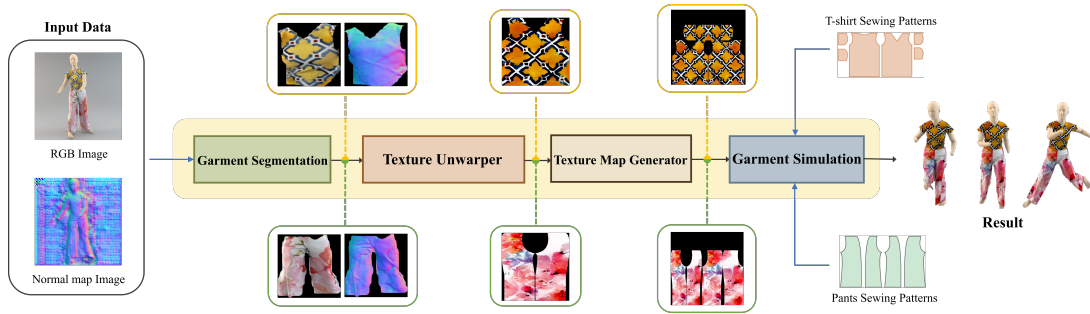 Input Data
RGB Image
Normal map Image
Garment Segmentation
Texture Unwarper
Texture Map Generator
Garment Simulation
T-shirt Sewing Patterns
Pants Sewing Patterns
Result